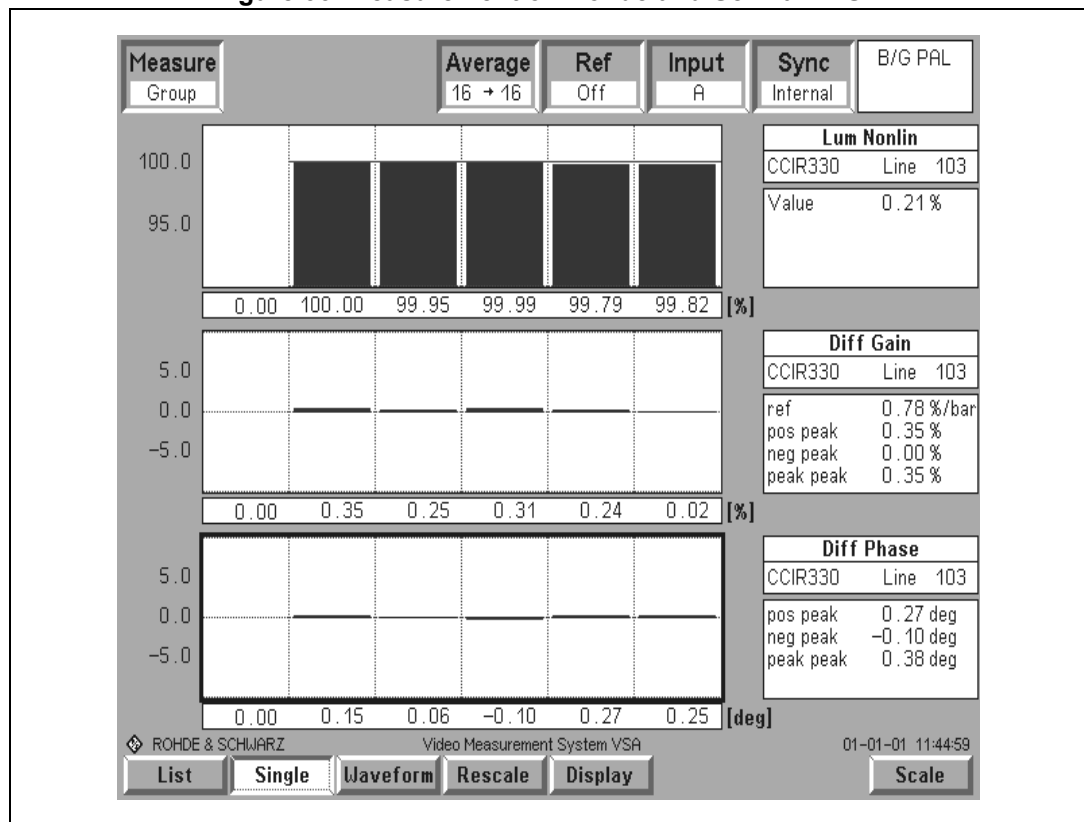 Measure
Group
Average
16 → 16
Ref
Off
Input
A
Sync
Internal
B/G PAL
100.0
95.0
0.00 100.00 99.95 99.99 99.79 99.82 [%]
Lum Nonlin
CCIR330 Line 103
Value 0.21 %
5.0
0.0
-5.0
0.00 0.35 0.25 0.31 0.24 0.02 [%]
Diff Gain
CCIR330 Line 103
ref 0.78 %/bar
pos peak 0.35 %
neg peak 0.00 %
peak peak 0.35 %
5.0
0.0
-5.0
0.00 0.15 0.06 -0.10 0.27 0.25 [deg]
Diff Phase
CCIR330 Line 103
pos peak 0.27 deg
neg peak -0.10 deg
peak peak 0.38 deg
ROHDE & SCHWARZ Video Measurement System VSA 01-01-01 11:44:59
List Single Waveform Rescale Display Scale